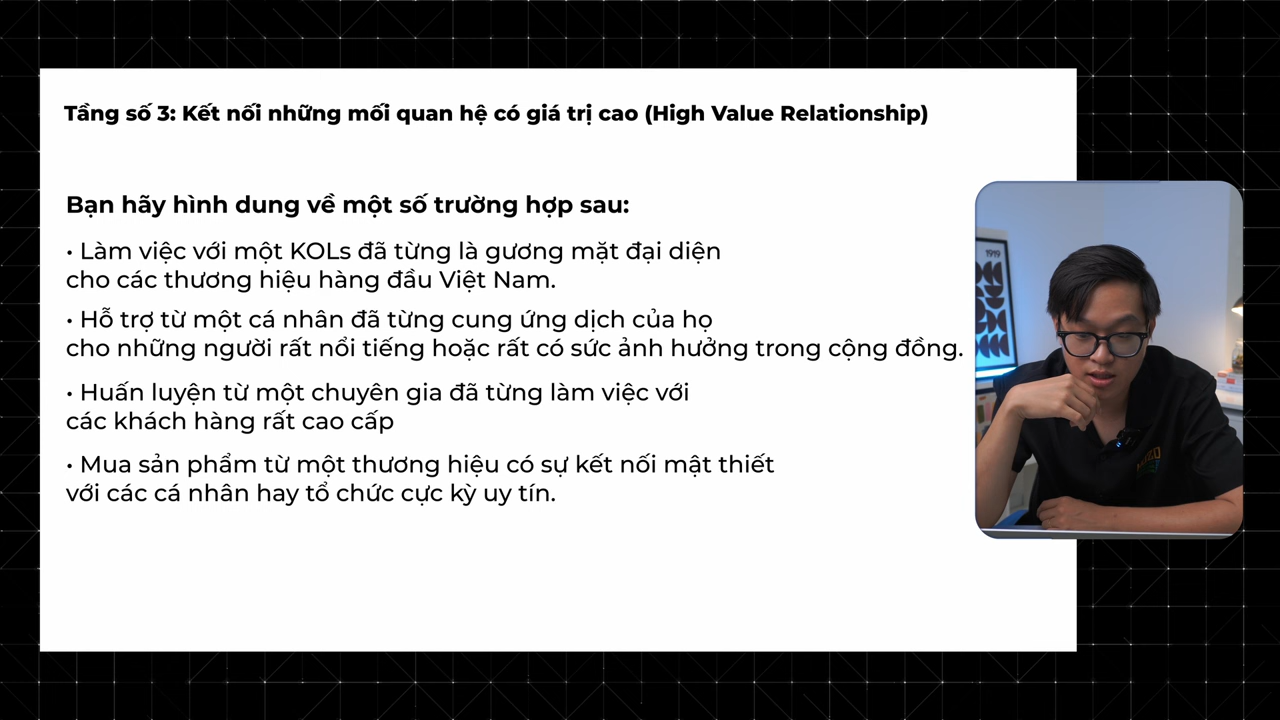 Tầng số 3: Kết nối những mối quan hệ có giá trị cao (High Value Relationship)
Bạn hãy hình dung về một số trường hợp sau:
• Làm việc với một KOLs đã từng là gương mặt đại diện
cho các thương hiệu hàng đầu Việt Nam.
• Hỗ trợ từ một cá nhân đã từng cung ứng dịch của họ
cho những người rất nổi tiếng hoặc rất có sức ảnh hưởng trong cộng đồng.
• Huấn luyện từ một chuyên gia đã từng làm việc với
các khách hàng rất cao cấp
• Mua sản phẩm từ một thương hiệu có sự kết nối mật thiết
với các cá nhân hay tổ chức cực kỳ uy tín.
1919